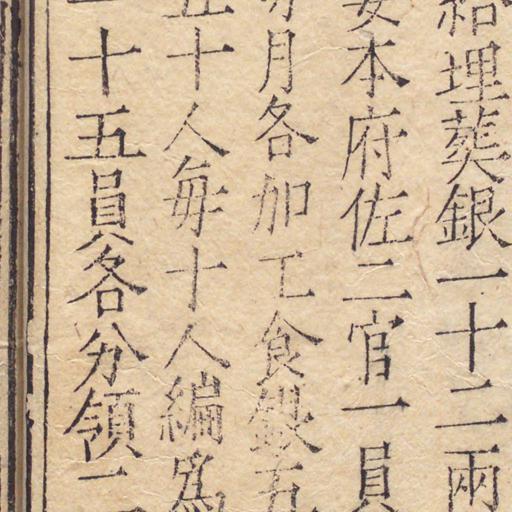 給埋葬銀一十二兩
委本府佐二官一員
每月各加工食銀五
五十人每十人編爲
一十五員各分領二